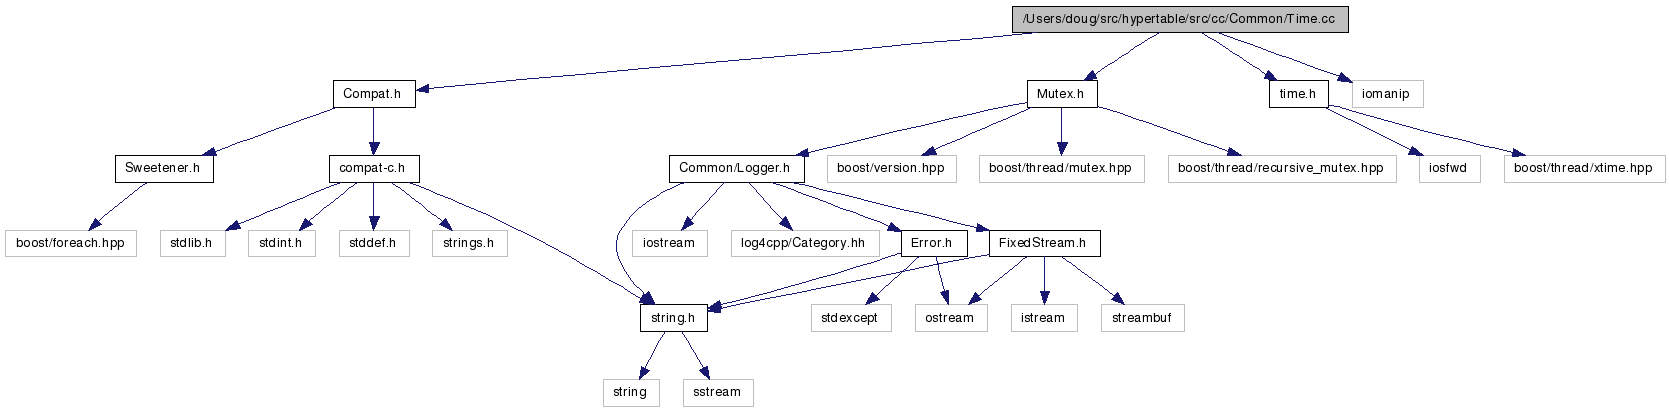 /Users/doug/src/hypertable/src/cc/Common/Time.cc
Compat.h
Mutex.h
time.h
iomanip
Sweetener.h
compat-c.h
Common/Logger.h
boost/version.hpp
boost/thread/mutex.hpp
boost/thread/recursive_mutex.hpp
iosfwd
boost/thread/xtime.hpp
boost/foreach.hpp
stdlib.h
stdint.h
stddef.h
strings.h
iostream
log4cpp/Category.hh
Error.h
FixedStream.h
string.h
stdexcept
ostream
istream
streambuf
string
sstream